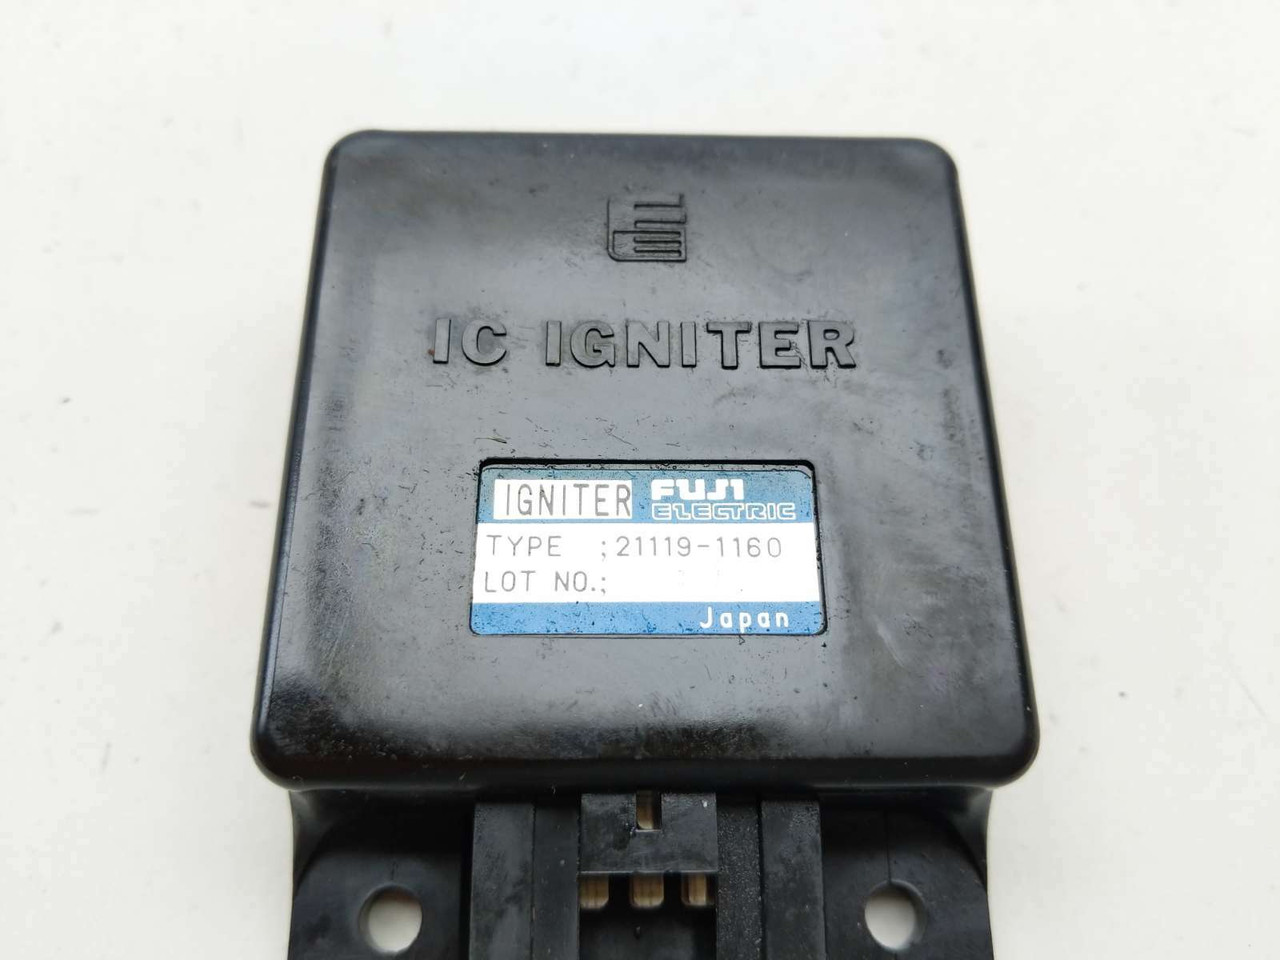 IC IGNITER
IGNITER FUJI ELECTRIC
TYPE ;21119-1160
LOT NO.;
Japan